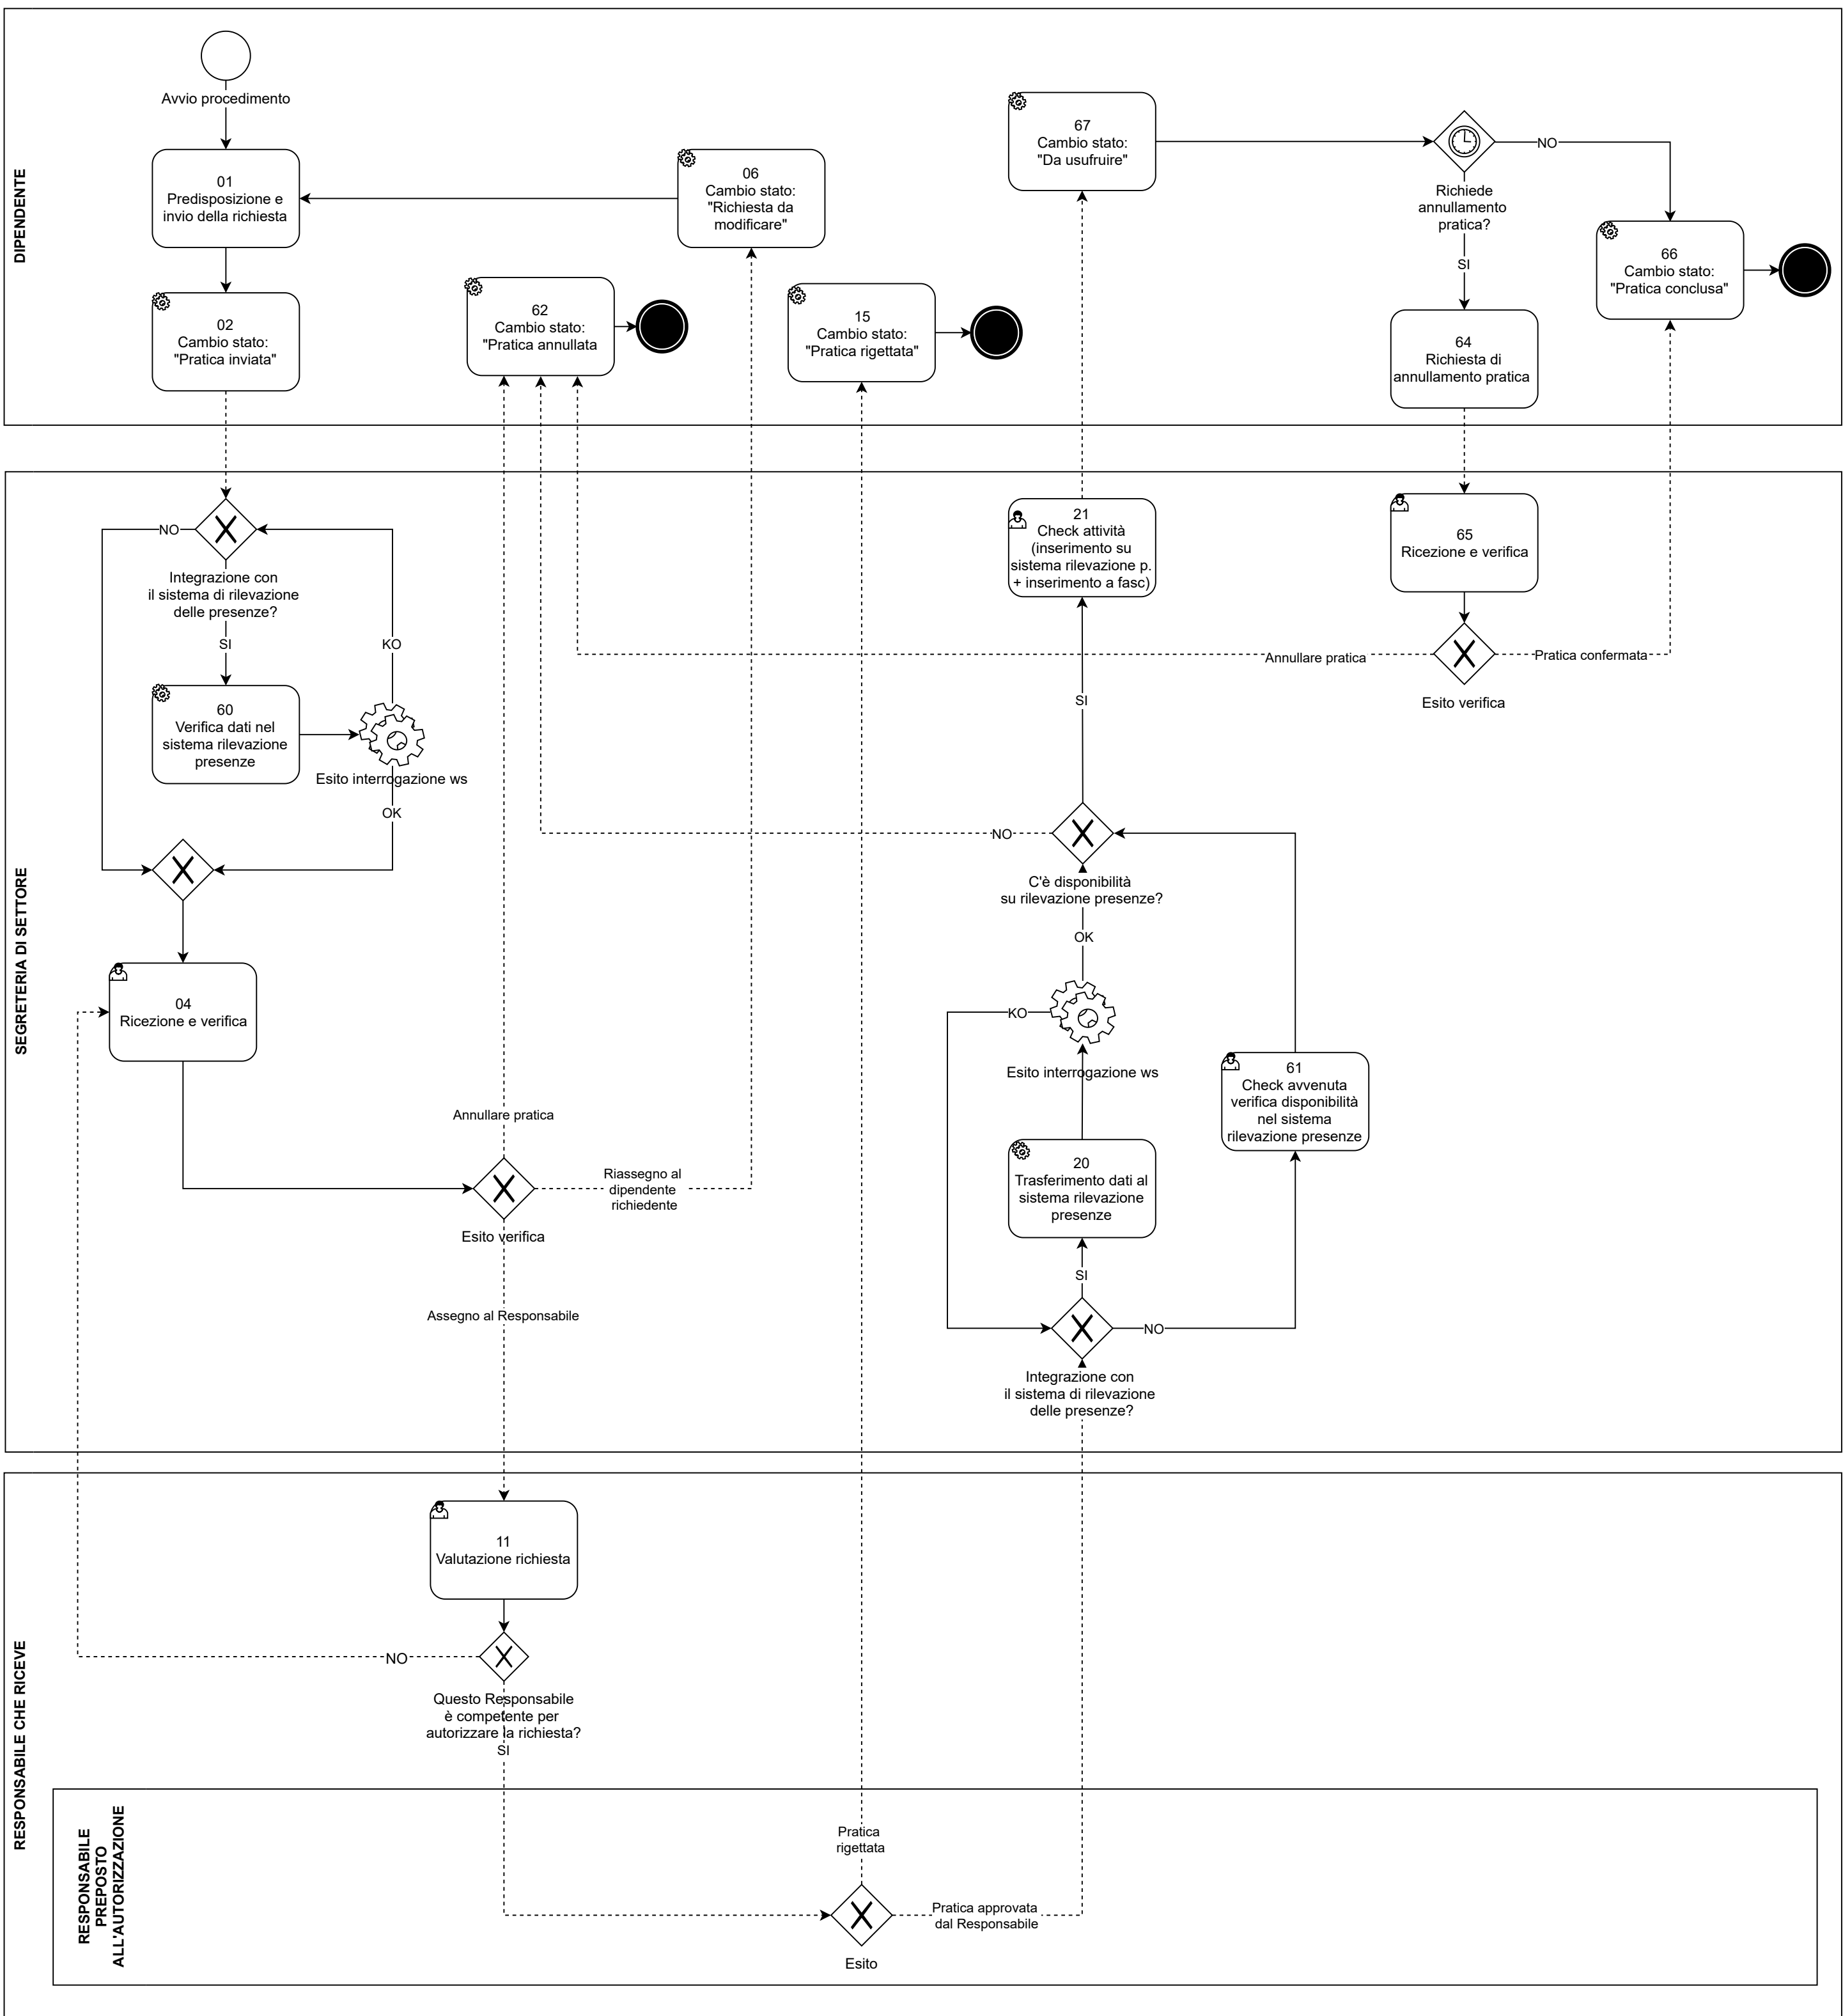 DIPENDENTE
Avvio procedimento
01
Predisposizione e
invio della richiesta
02
Cambio stato:
"Pratica inviata"
06
Cambio stato:
"Richiesta da
modificare"
62
Cambio stato:
"Pratica annullata
15
Cambio stato:
"Pratica rigettata"
67
Cambio stato:
"Da usufruire"
NO
Richiede
annullamento
pratica?
SI
64
Richiesta di
annullamento pratica
66
Cambio stato:
"Pratica conclusa"
SEGRETERIA DI SETTORE
NO
Integrazione con
il sistema di rilevazione
delle presenze?
SI
KO
60
Verifica dati nel
sistema rilevazione
presenze
Esito interrogazione ws
OK
04
Ricezione e verifica
Annullare pratica
Riassegno al
dipendente
richiedente
Esito verifica
Assegno al Responsabile
21
Check attività
(inserimento su
sistema rilevazione p.
+ inserimento a fasc)
65
Ricezione e verifica
Annullare pratica
Pratica confermata
Esito verifica
SI
NO
C'è disponibilità
su rilevazione presenze?
OK
KO
Esito interrogazione ws
61
Check avvenuta
verifica disponibilità
nel sistema
rilevazione presenze
20
Trasferimento dati al
sistema rilevazione
presenze
SI
NO
Integrazione con
il sistema di rilevazione
delle presenze?
RESPONSABILE CHE RICEVE
11
Valutazione richiesta
NO
Questo Responsabile
è competente per
autorizzare la richiesta?
SI
RESPONSABILE
PREPOSTO
ALL'AUTORIZZAZIONE
Pratica
rigettata
Pratica approvata
dal Responsabile
Esito